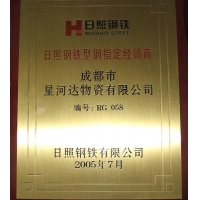 日照钢铁
RIZHAO STEEL
日照钢铁型钢指定经销商
成都市
星河达物资有限公司
编号: RG 058
日照钢铁有限公司
2005年7月